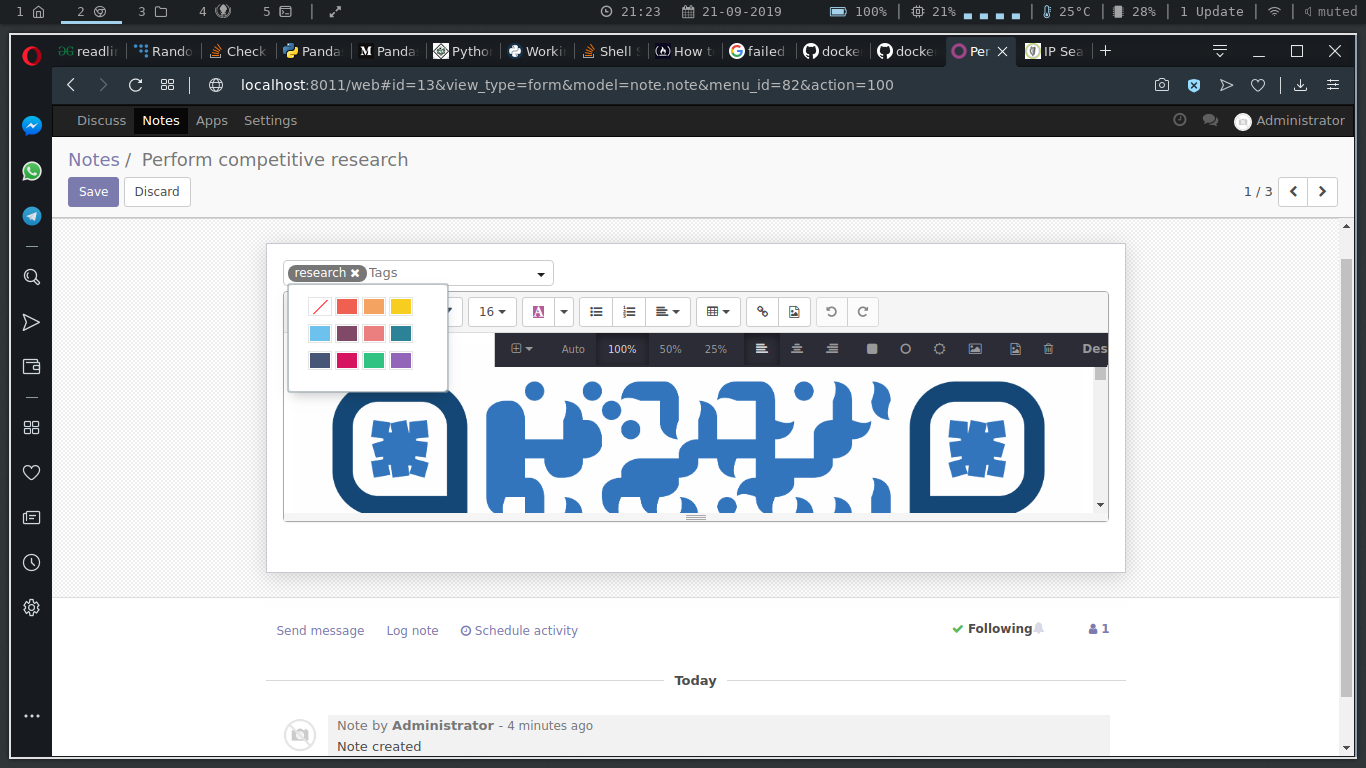 1 2 3 4 5 21:23 21-09-2019 100% 21% 25°C 28% 1 Update muted
readlin Rando Check Panda Panda Pytho Worki Shell S How t failed docke docke Per IP Sea
localhost:8011/web#id=13&view_type=form&model=note.note&menu_id=82&action=100
Discuss Notes Apps Settings Administrator
Notes / Perform competitive research
Save Discard 1 / 3
research Tags
16 A
Auto 100% 50% 25% Des
Send message Log note Schedule activity Following 1
Today
Note by Administrator - 4 minutes ago
Note created